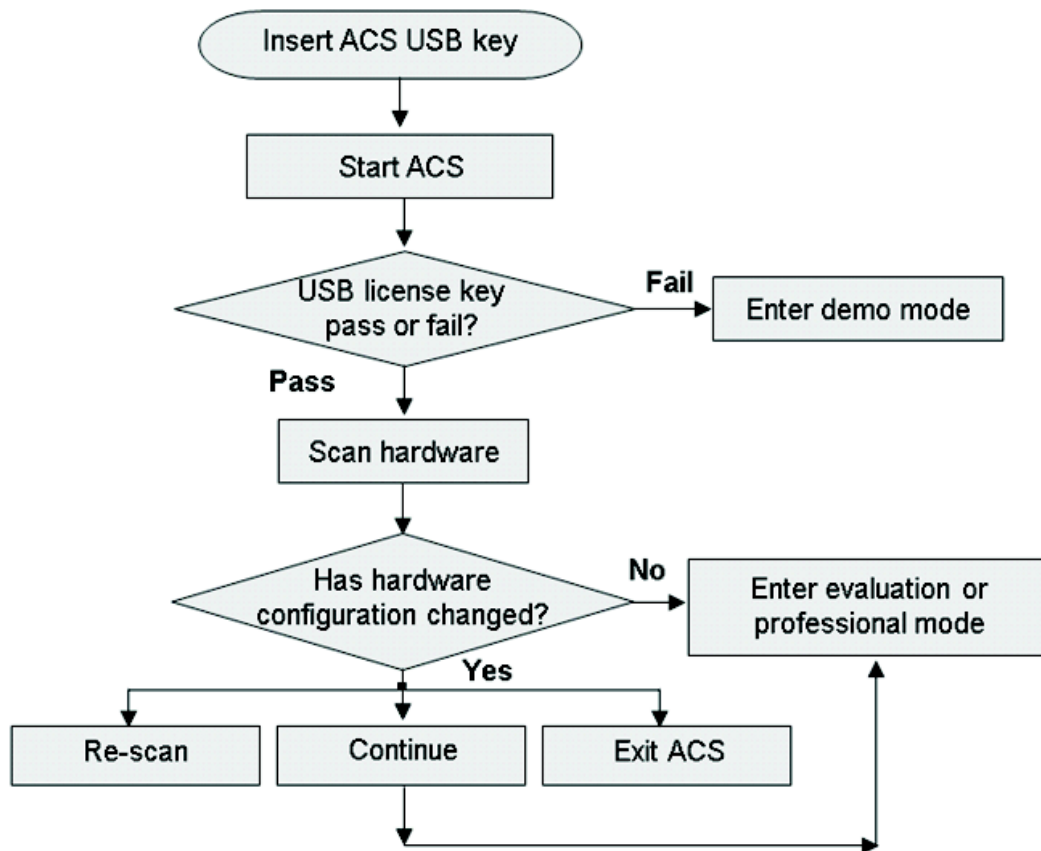 Insert ACS USB key
Start ACS
USB license key
pass or fail?
Fail
Enter demo mode
Pass
Scan hardware
Has hardware
configuration changed?
No
Enter evaluation or
professional mode
Yes
Re-scan
Continue
Exit ACS